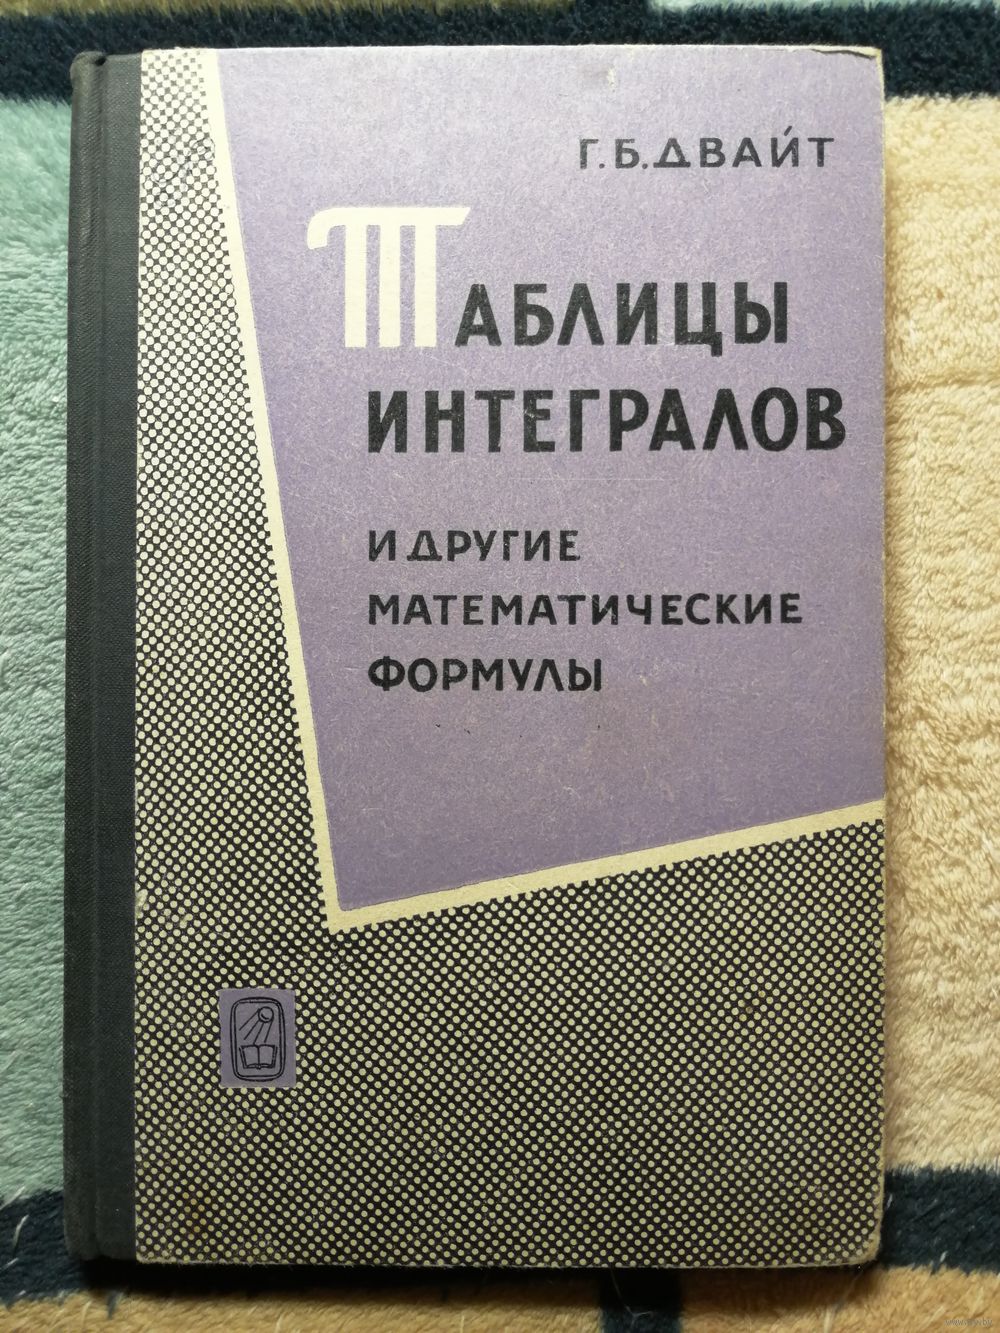 Г. Б. ДВАЙТ
ТАБЛИЦЫ
ИНТЕГРАЛОВ
И ДРУГИЕ
МАТЕМАТИЧЕСКИЕ
ФОРМУЛЫ